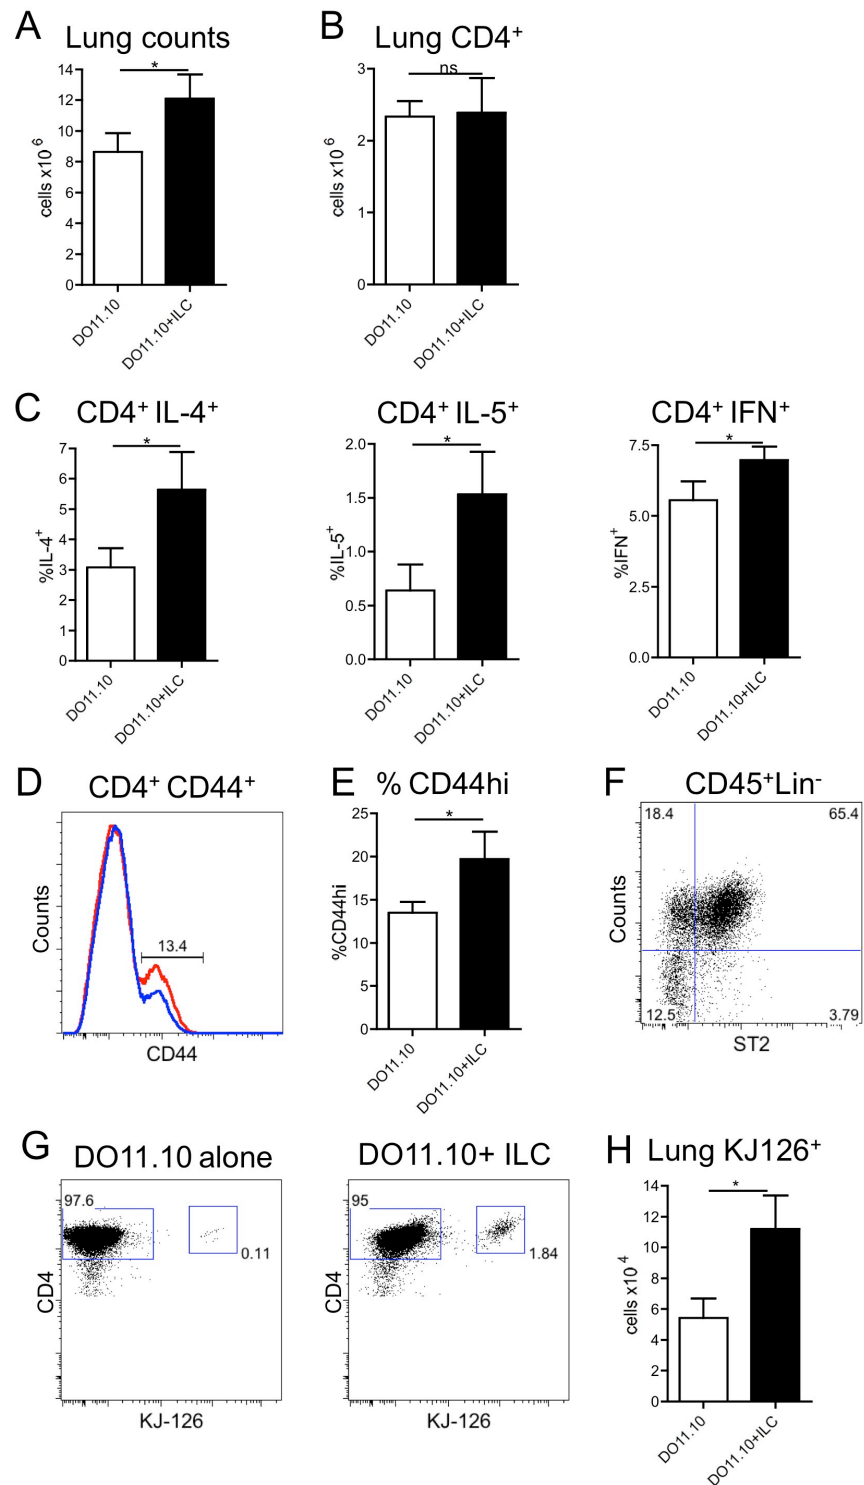 A Lung counts
14
12
10
8
6
4
2
0
cells x10 6
*
DO11.10
DO11.10+ILC
B Lung CD4+
3
2
1
0
cells x10 6
ns
DO11.10
DO11.10+ILC
C CD4+ IL-4+
7
6
5
4
3
2
1
0
%IL-4+
*
DO11.10
DO11.10+ILC
CD4+ IL-5+
2.0
1.5
1.0
0.5
0.0
%IL-5+
*
DO11.10
DO11.10+ILC
CD4+ IFN+
7.5
5.0
2.5
0.0
%IFN+
*
DO11.10
DO11.10+ILC
D CD4+ CD44+
Counts
13.4
CD44
E % CD44hi
25
20
15
10
5
0
%CD44hi
*
DO11.10
DO11.10+ILC
F CD45+Lin-
18.4
65.4
Counts
12.5
3.79
ST2
G DO11.10 alone
97.6
0.11
CD4
KJ-126
DO11.10+ ILC
95
1.84
CD4
KJ-126
H Lung KJ126+
14
12
10
8
6
4
2
0
cells x10 4
*
DO11.10
DO11.10+ILC